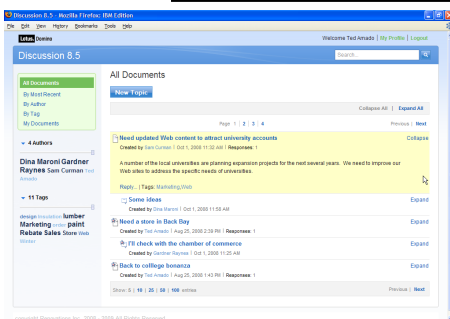 Discussion 8.5 - Mozilla Firefox: IBM Edition
File Edit View History Bookmarks Tools Help
Lotus. Domino
Welcome Ted Amado | My Profile | Logout
Discussion 8.5
Search...
All Documents
By Most Recent
By Author
By Tag
My Documents
4 Authors
Dina Maroni Gardner
Raynes Sam Curman Ted
Amado
11 Tags
design insulation lumber
Marketing order paint
Rebate Sales Store Web
Winter
All Documents
New Topic
Collapse All | Expand All
Page 1 | 2 | 3 | 4
Previous | Next
Need updated Web content to attract university accounts
Collapse
Created by Sam Curman | Oct 1, 2008 11:32 AM | Responses: 1
A number of the local universities are planning expansion projects for the next several years. We need to improve our
Web sites to address the specific needs of universities.
Reply... | Tags: Marketing,Web
Some ideas
Expand
Created by Dina Maroni | Oct 1, 2008 11:58 AM
Need a store in Back Bay
Expand
Created by Ted Amado | Aug 25, 2008 2:39 PM | Responses: 1
I'll check with the chamber of commerce
Expand
Created by Gardner Raynes | Oct 1, 2008 11:25 AM
Back to colllege bonanza
Expand
Created by Ted Amado | Aug 25, 2008 1:43 PM | Responses: 1
Show: 5 | 10 | 25 | 50 | 100 entries
Previous | Next